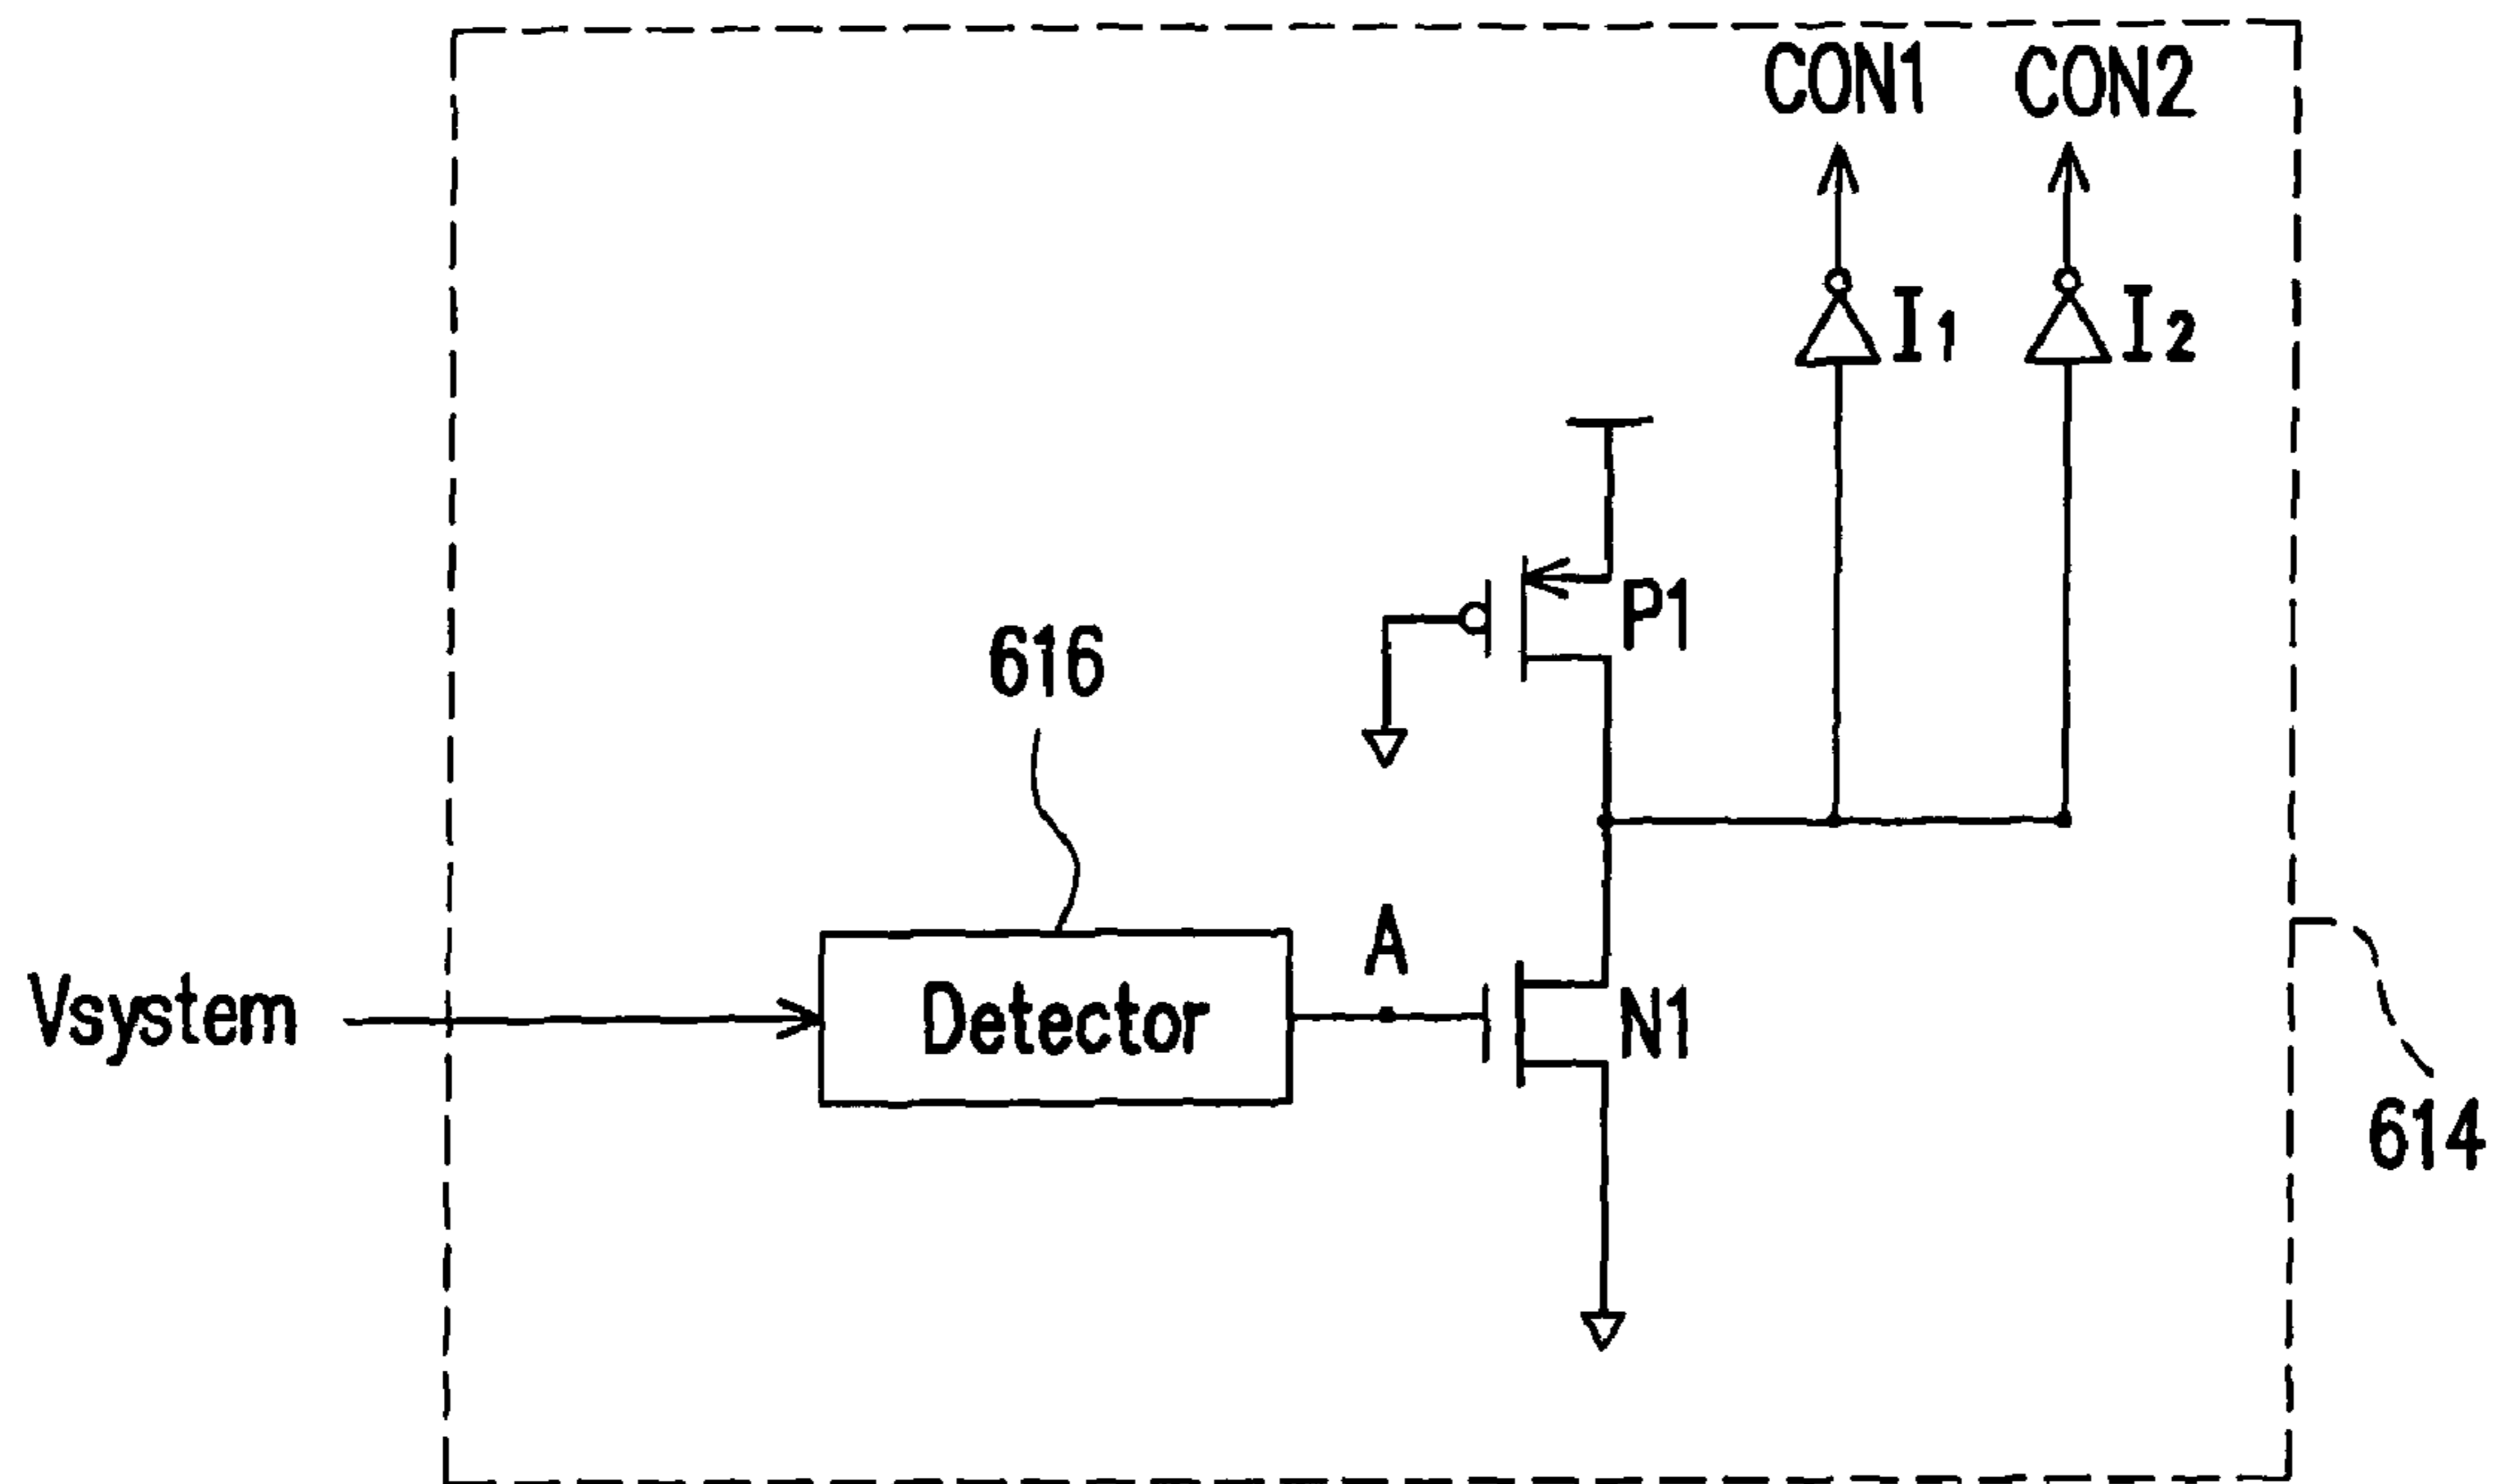 CON1 CON2
I1 I2
P1
616
A
Vsystem Detector N1
614